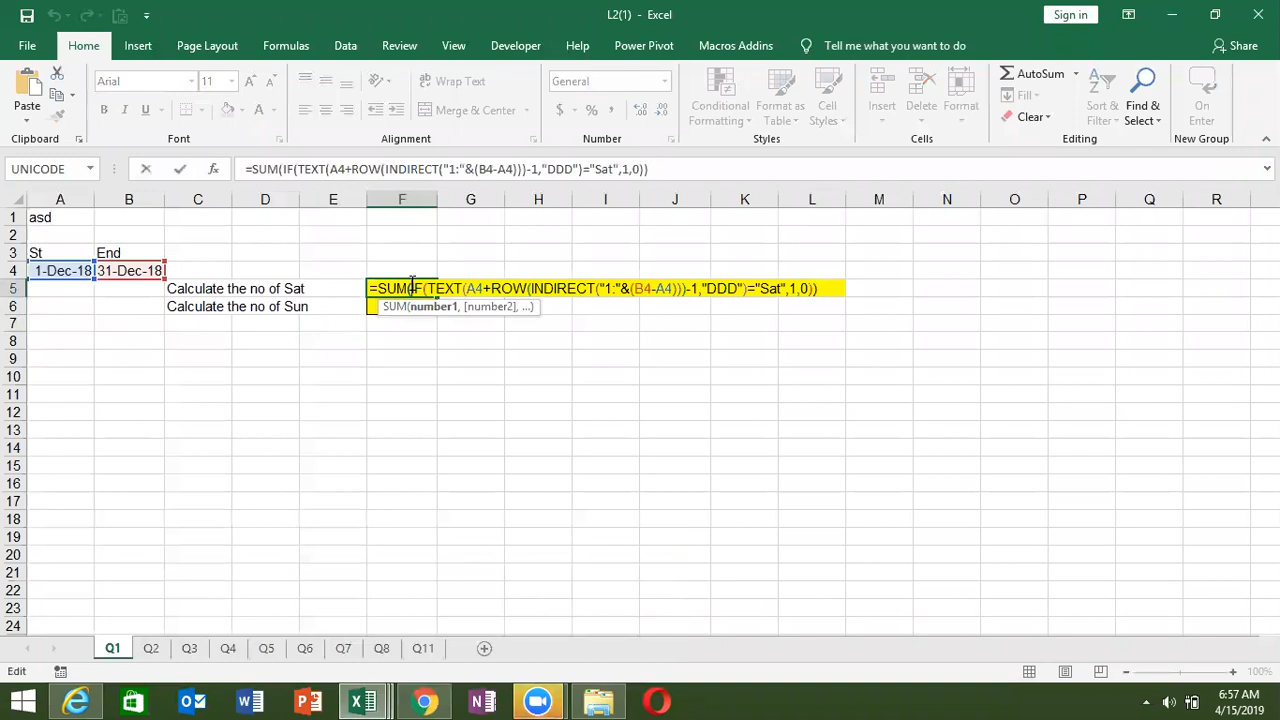 L2(1) - Excel
Sign in
File Home Insert Page Layout Formulas Data Review View Developer Help Power Pivot Macros Addins Tell me what you want to do Share
Paste
Arial 11 A A
B I U
Wrap Text
Merge & Center
General
$ % ,
Conditional Formatting
Format as Table
Cell Styles
Insert Delete Format
AutoSum
Fill
Clear
Sort & Filter
Find & Select
On Enter
Clipboard Font Alignment Number Styles Cells Editing New Group
UNICODE fx =SUM(IF(TEXT(A4+ROW(INDIRECT("1:"&(B4-A4)))-1,"DDD")="Sat",1,0))
A B C D E F G H I J K L M N O P Q R
1 asd
2
3 St End
4 1-Dec-18 31-Dec-18
5 Calculate the no of Sat =SUM(IF(TEXT(A4+ROW(INDIRECT("1:"&(B4-A4)))-1,"DDD")="Sat",1,0))
6 Calculate the no of Sun SUM(number1, [number2], ...)
7
8
9
10
11
12
13
14
15
16
17
18
19
20
21
22
23
24
Q1 Q2 Q3 Q4 Q5 Q6 Q7 Q8 Q11
Edit 100%
6:57 AM
4/15/2019